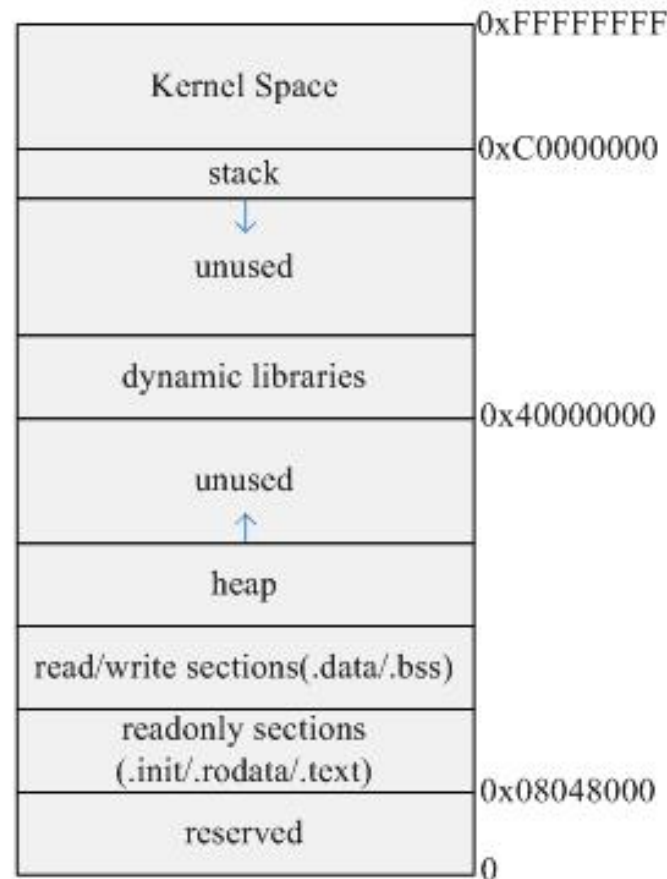 0xFFFFFFFF
Kernel Space
0xC0000000
stack
unused
dynamic libraries
0x40000000
unused
heap
read/write sections(.data/.bss)
readonly sections
(.init/.rodata/.text)
0x08048000
reserved
0